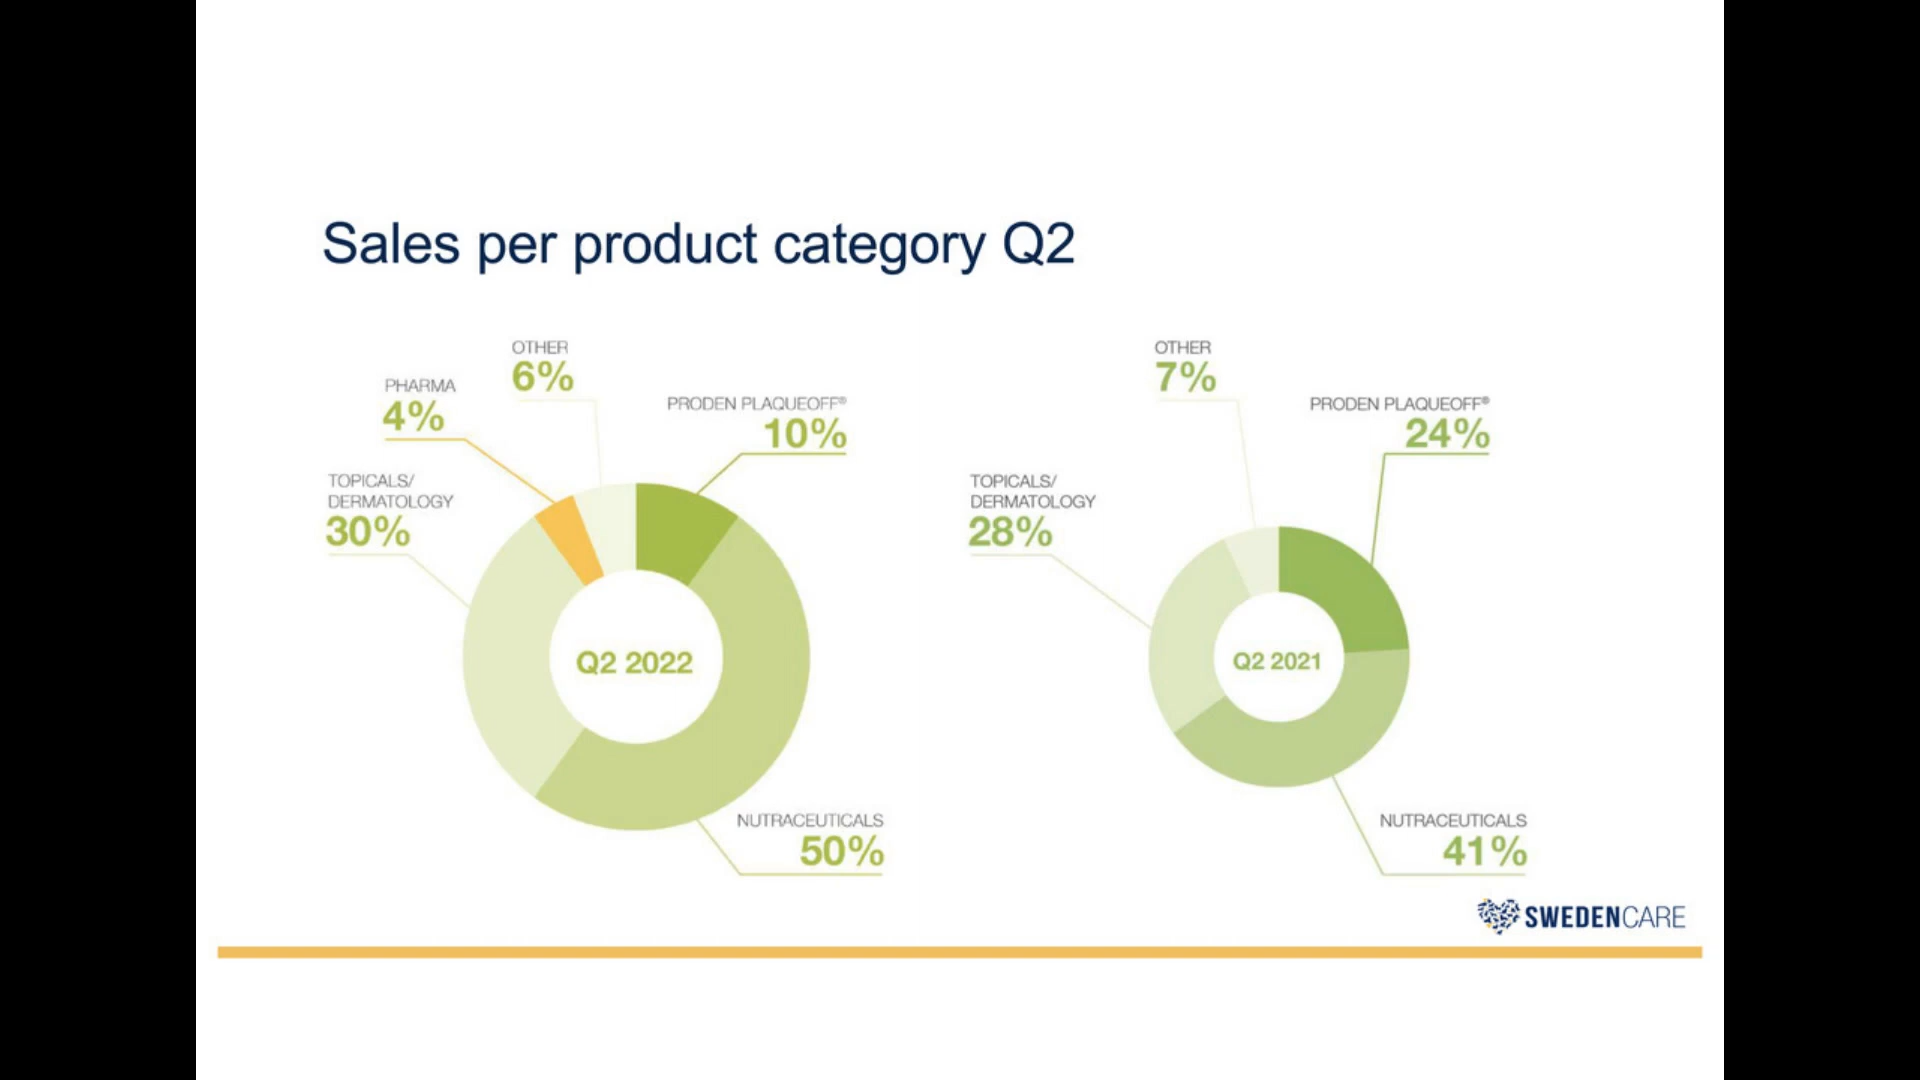 Sales per product category Q2
OTHER
6%
PHARMA
4%
PRODEN PLAQUEOFF®
10%
TOPICALS/
DERMATOLOGY
30%
Q2 2022
NUTRACEUTICALS
50%
OTHER
7%
PRODEN PLAQUEOFF®
24%
TOPICALS/
DERMATOLOGY
28%
Q2 2021
NUTRACEUTICALS
41%
SWEDENCARE